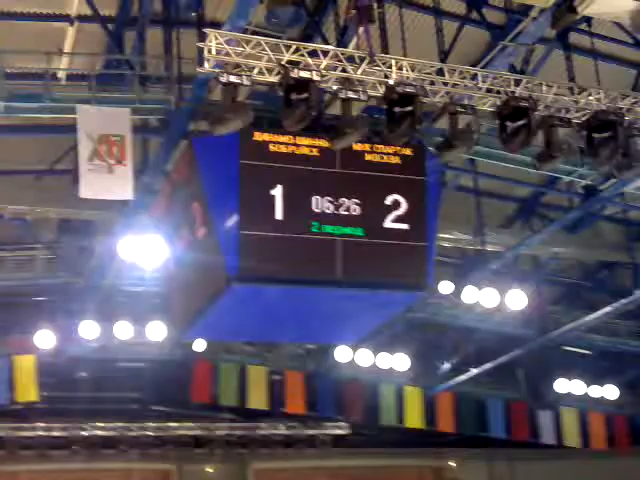 ДИНАМО-ШИННИК
БОБРУЙСК
МХК СПАРТАК
МОСКВА
1 06:26 2
2 период